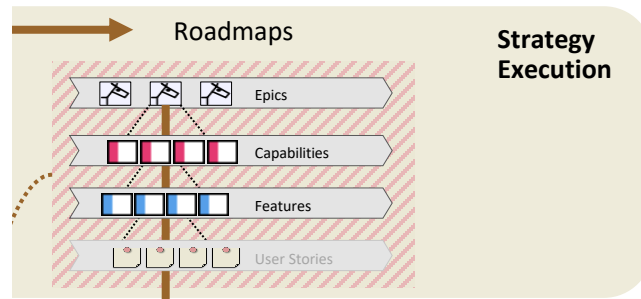 Roadmaps
Strategy
Execution
Epics
Capabilities
Features
User Stories